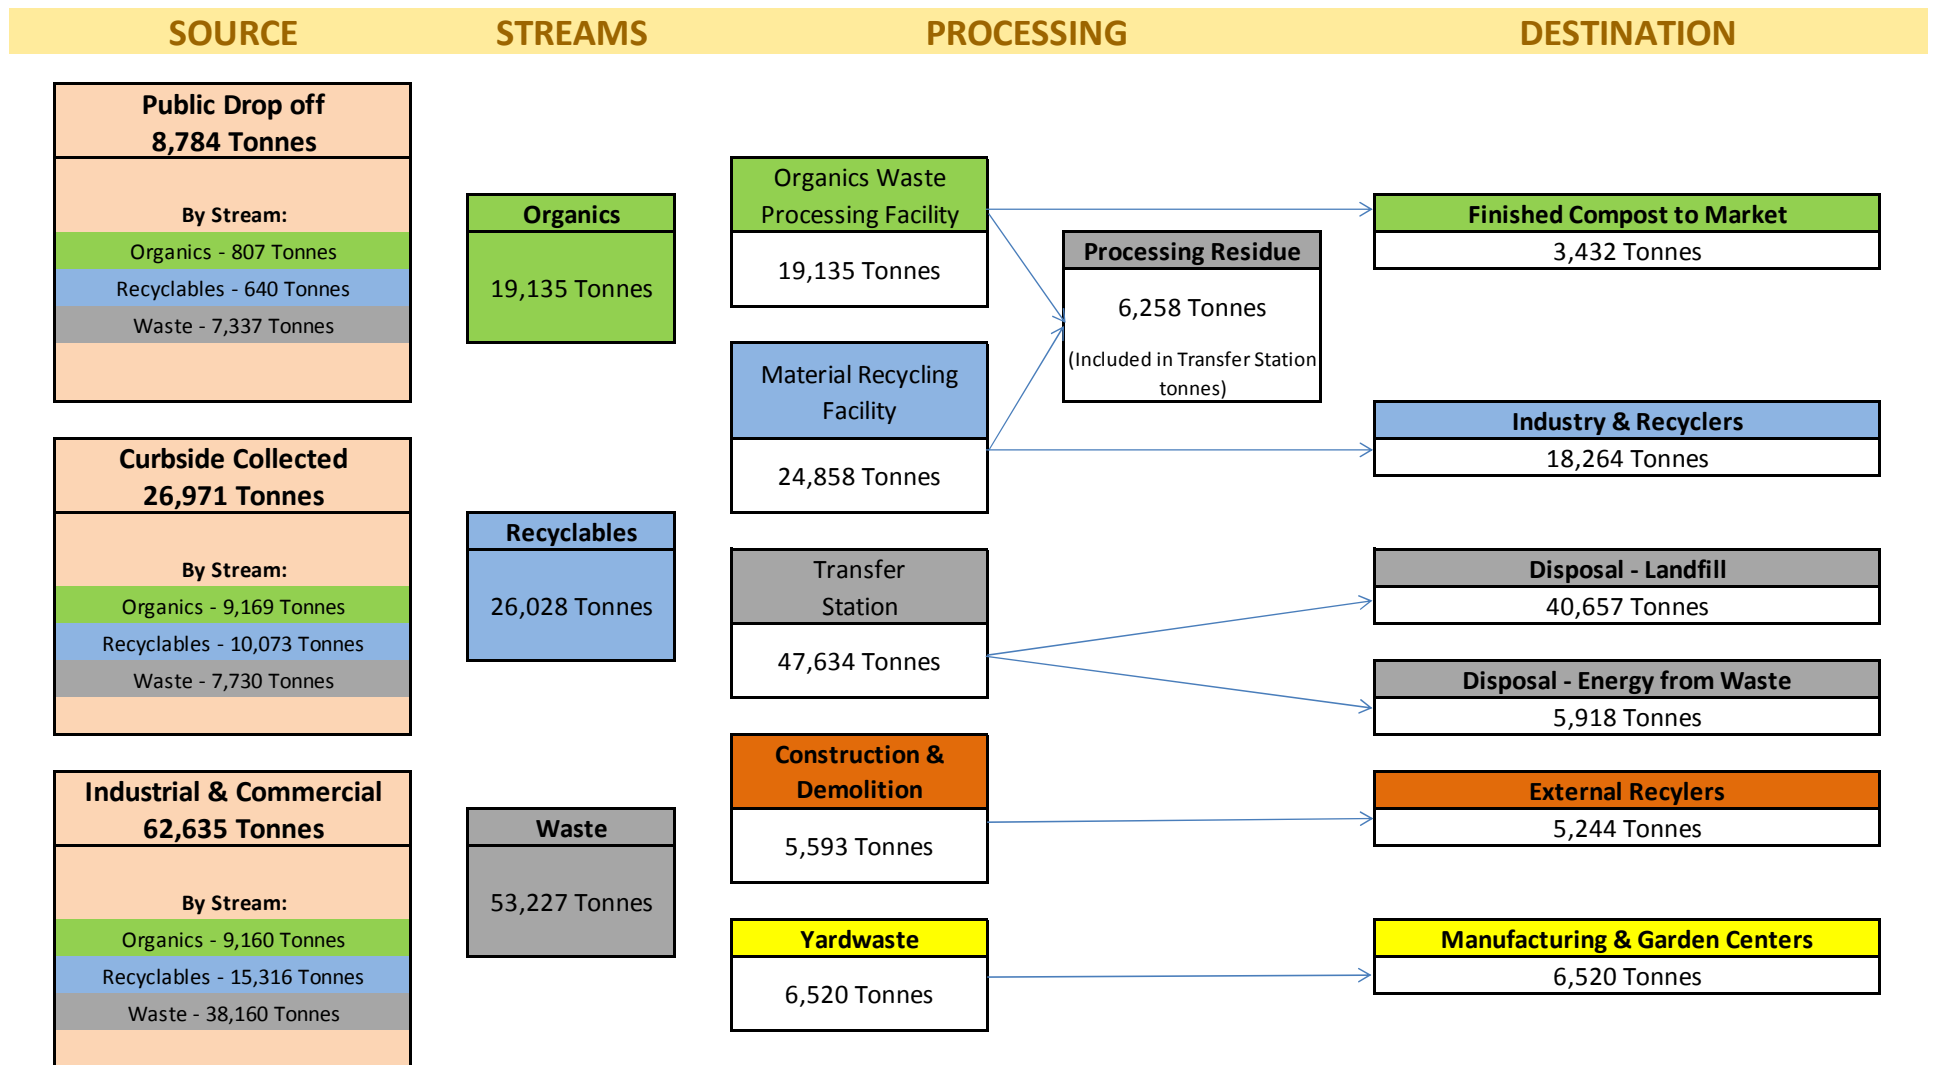 SOURCE
STREAMS
PROCESSING
DESTINATION
Public Drop off
8,784 Tonnes
By Stream:
Organics - 807 Tonnes
Recyclables - 640 Tonnes
Waste - 7,337 Tonnes
Curbside Collected
26,971 Tonnes
By Stream:
Organics - 9,169 Tonnes
Recyclables - 10,073 Tonnes
Waste - 7,730 Tonnes
Industrial & Commercial
62,635 Tonnes
By Stream:
Organics - 9,160 Tonnes
Recyclables - 15,316 Tonnes
Waste - 38,160 Tonnes
Organics
19,135 Tonnes
Recyclables
26,028 Tonnes
Waste
53,227 Tonnes
Organics Waste
Processing Facility
19,135 Tonnes
Material Recycling
Facility
24,858 Tonnes
Transfer
Station
47,634 Tonnes
Construction &
Demolition
5,593 Tonnes
Yardwaste
6,520 Tonnes
Processing Residue
6,258 Tonnes
(Included in Transfer Station
tonnes)
Finished Compost to Market
3,432 Tonnes
Industry & Recyclers
18,264 Tonnes
Disposal - Landfill
40,657 Tonnes
Disposal - Energy from Waste
5,918 Tonnes
External Recylers
5,244 Tonnes
Manufacturing & Garden Centers
6,520 Tonnes